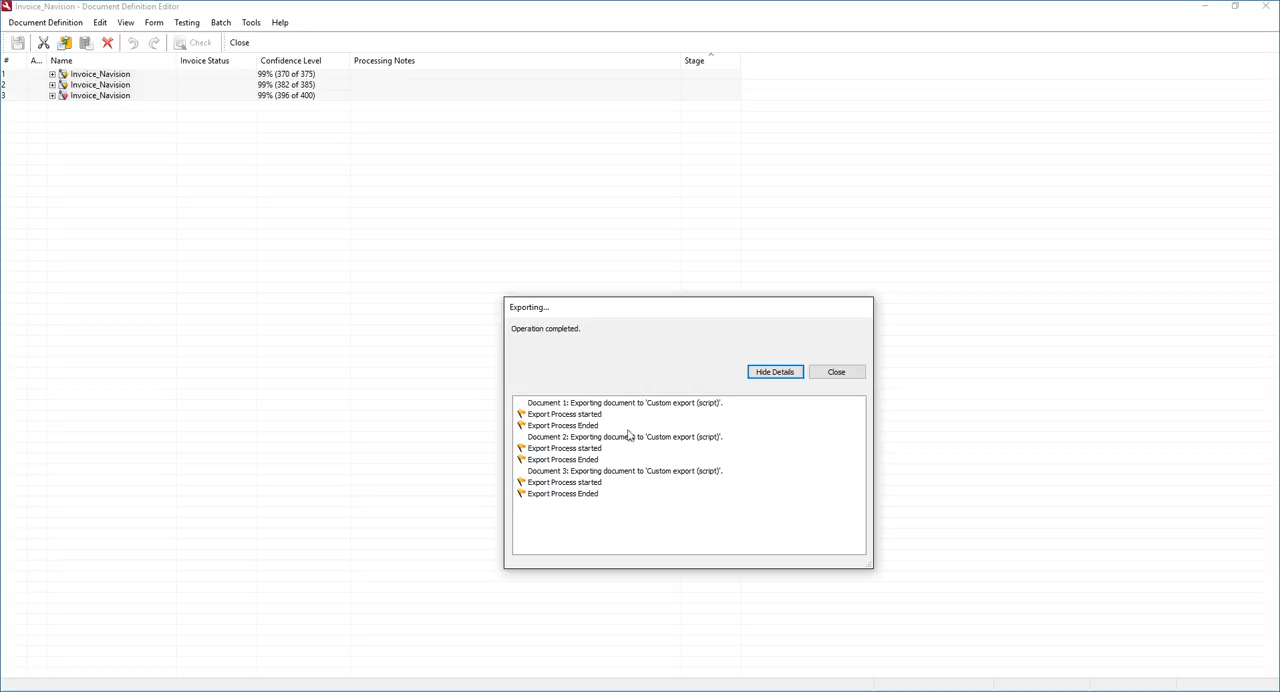 Invoice_Navision - Document Definition Editor
Document Definition Edit View Form Testing Batch Tools Help
Check Close
# A... Name Invoice Status Confidence Level Processing Notes Stage
1 Invoice_Navision 99% (370 of 375)
2 Invoice_Navision 99% (382 of 385)
3 Invoice_Navision 99% (396 of 400)
Exporting...
Operation completed.
Hide Details Close
Document 1: Exporting document to 'Custom export (script)'.
Export Process started
Export Process Ended
Document 2: Exporting document to 'Custom export (script)'.
Export Process started
Export Process Ended
Document 3: Exporting document to 'Custom export (script)'.
Export Process started
Export Process Ended